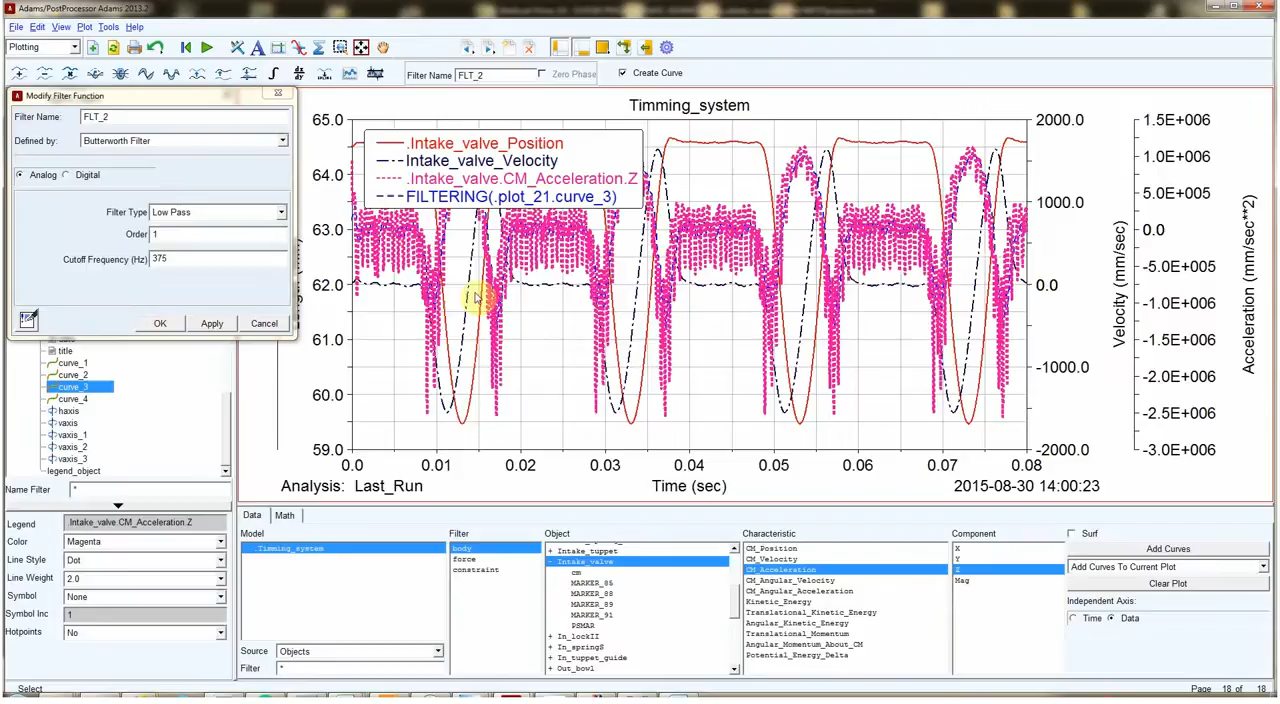 Adams/PostProcessor Adams 2013.2
File Edit View Plot Tools Help
Plotting
Filter Name FLT_2 Zero Phase Create Curve
Modify Filter Function
Filter Name: FLT_2
Defined by: Butterworth Filter
Analog Digital
Filter Type Low Pass
Order 1
Cutoff Frequency (Hz) 375
OK Apply Cancel
title
curve_1
curve_2
curve_3
curve_4
haxis
vaxis
vaxis_1
vaxis_2
vaxis_3
legend_object
Name Filter *
Legend .Intake_valve.CM_Acceleration.Z
Color Magenta
Line Style Dot
Line Weight 2.0
Symbol None
Symbol Inc 1
Hotpoints No
Select
Timming_system
.Intake_valve_Position
Intake_valve_Velocity
.Intake_valve.CM_Acceleration.Z
FILTERING(.plot_21.curve_3)
65.0
64.0
63.0
62.0
61.0
60.0
59.0
2000.0
1000.0
0.0
-1000.0
-2000.0
Velocity (mm/sec)
1.5E+006
1.0E+006
5.0E+005
0.0
-5.0E+005
-1.0E+006
-1.5E+006
-2.0E+006
-2.5E+006
-3.0E+006
Acceleration (mm/sec**2)
0.0 0.01 0.02 0.03 0.04 0.05 0.06 0.07 0.08
Analysis: Last_Run Time (sec) 2015-08-30 14:00:23
Data Math
Model Filter Object Characteristic Component Surf
.Timming_system
Source Objects
Filter *
body
force
constraint
+ Intake_tuppet
- Intake_valve
cm
MARKER_85
MARKER_88
MARKER_89
MARKER_91
PSMAR
+ In_lockII
+ In_springS
+ In_tuppet_guide
+ Out_bowl
CM_Position
CM_Velocity
CM_Acceleration
CM_Angular_Velocity
CM_Angular_Acceleration
Kinetic_Energy
Translational_Kinetic_Energy
Angular_Kinetic_Energy
Translational_Momentum
Angular_Momentum_About_CM
Potential_Energy_Delta
X
Y
Z
Mag
Add Curves
Add Curves To Current Plot
Clear Plot
Independent Axis:
Time Data
Page 18 of 18